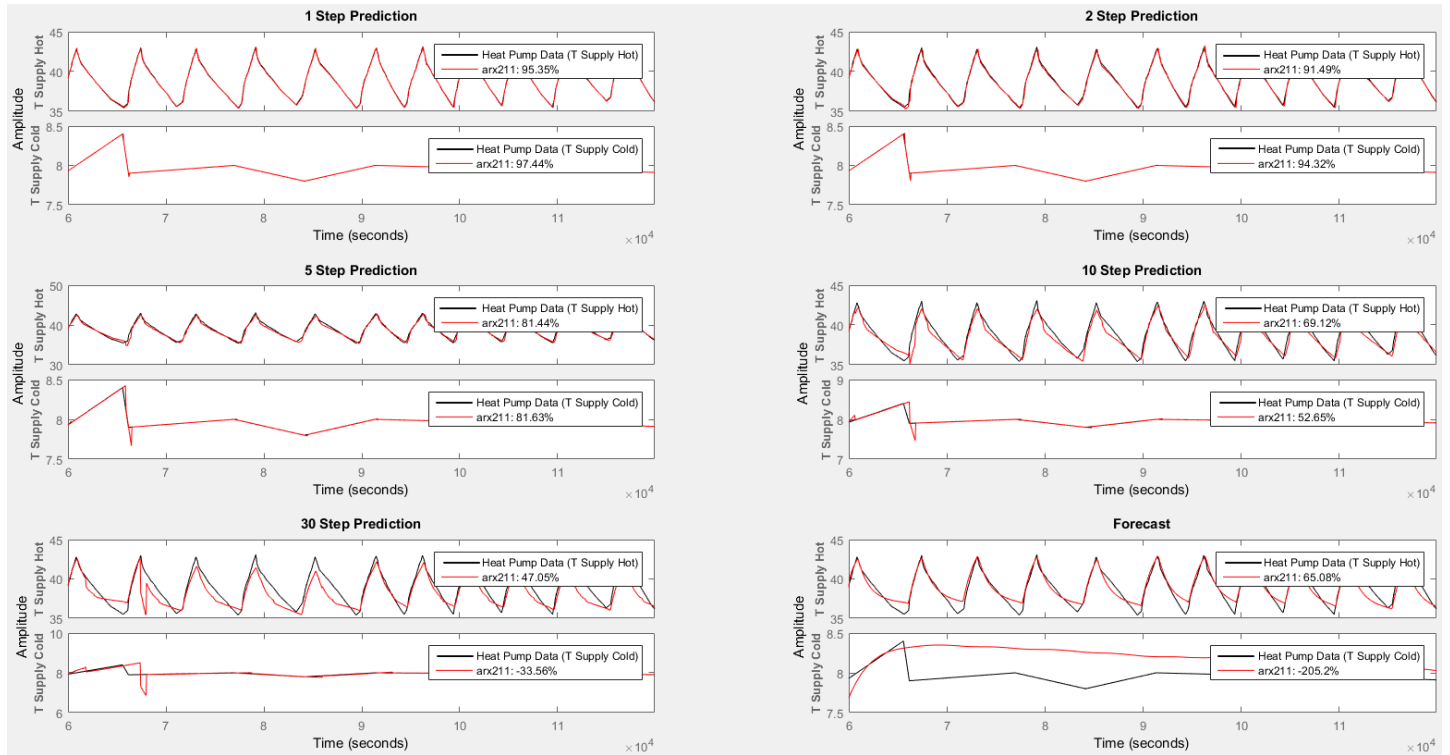 1 Step Prediction
45
40
35
T Supply Hot
Heat Pump Data (T Supply Hot)
arx211: 95.35%
Amplitude
8.5
8
7.5
T Supply Cold
Heat Pump Data (T Supply Cold)
arx211: 97.44%
6 7 8 9 10 11
Time (seconds)
×10^4
2 Step Prediction
45
40
35
T Supply Hot
Heat Pump Data (T Supply Hot)
arx211: 91.49%
Amplitude
8.5
8
7.5
T Supply Cold
Heat Pump Data (T Supply Cold)
arx211: 94.32%
6 7 8 9 10 11
Time (seconds)
×10^4
5 Step Prediction
50
40
30
T Supply Hot
Heat Pump Data (T Supply Hot)
arx211: 81.44%
Amplitude
8.5
8
7.5
T Supply Cold
Heat Pump Data (T Supply Cold)
arx211: 81.63%
6 7 8 9 10 11
Time (seconds)
×10^4
10 Step Prediction
45
40
35
T Supply Hot
Heat Pump Data (T Supply Hot)
arx211: 69.12%
Amplitude
9
8
7
T Supply Cold
Heat Pump Data (T Supply Cold)
arx211: 52.65%
6 7 8 9 10 11
Time (seconds)
×10^4
30 Step Prediction
45
40
35
T Supply Hot
Heat Pump Data (T Supply Hot)
arx211: 47.05%
Amplitude
10
8
6
T Supply Cold
Heat Pump Data (T Supply Cold)
arx211: -33.56%
6 7 8 9 10 11
Time (seconds)
×10^4
Forecast
45
40
35
T Supply Hot
Heat Pump Data (T Supply Hot)
arx211: 65.08%
Amplitude
8.5
8
7.5
T Supply Cold
Heat Pump Data (T Supply Cold)
arx211: -205.2%
6 7 8 9 10 11
Time (seconds)
×10^4